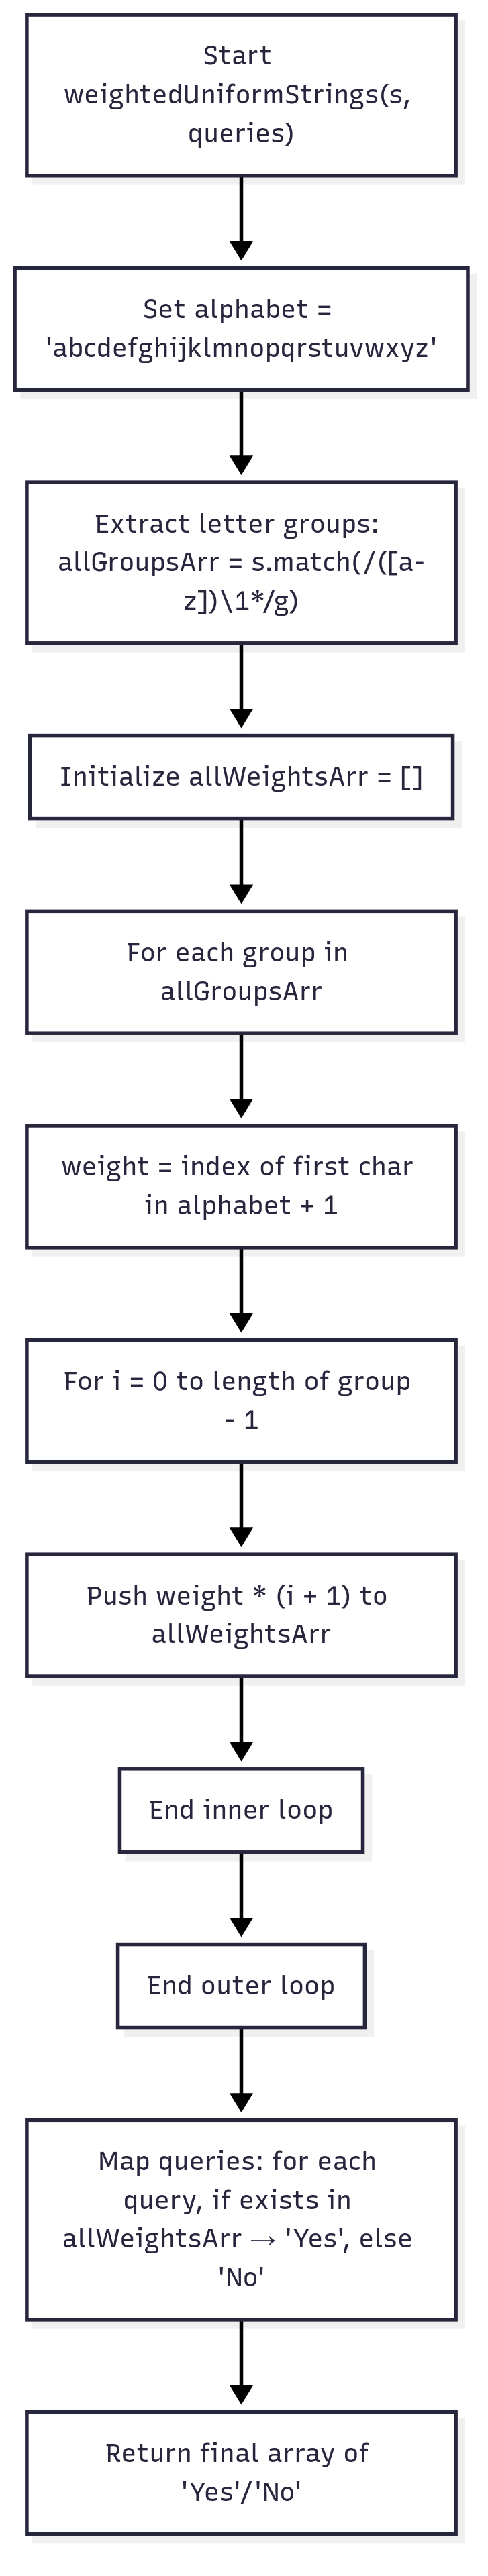 Start
weightedUniformStrings(s,
queries)
Set alphabet =
'abcdefghijklmnopqrstuvwxyz'
Extract letter groups:
allGroupsArr = s.match(/([a-
z])\1*/g)
Initialize allWeightsArr = []
For each group in
allGroupsArr
weight = index of first char
in alphabet + 1
For i = 0 to length of group
- 1
Push weight * (i + 1) to
allWeightsArr
End inner loop
End outer loop
Map queries: for each
query, if exists in
allWeightsArr → 'Yes', else
'No'
Return final array of
'Yes'/'No'